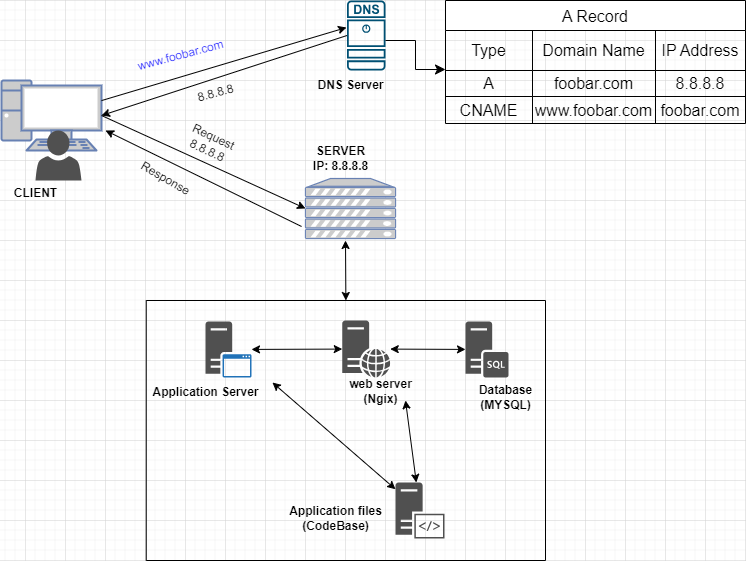 DNS
DNS Server
www.foobar.com
8.8.8.8
A Record
Type Domain Name IP Address
A foobar.com 8.8.8.8
CNAME www.foobar.com foobar.com
CLIENT
Request
8.8.8.8
Response
SERVER
IP: 8.8.8.8
Application Server
web server
(Ngix)
SQL
Database
(MYSQL)
Application files
(CodeBase)
</>